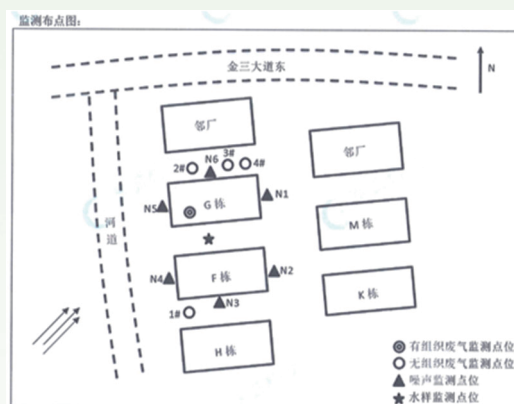 监测布点图:
金三大道东
N
邻厂
邻厂
2#
N6
3#
4#
N5
G 栋
N1
河道
M 栋
N4
F 栋
N2
N3
1#
K 栋
H 栋
有组织废气监测点位
无组织废气监测点位
噪声监测点位
水样监测点位